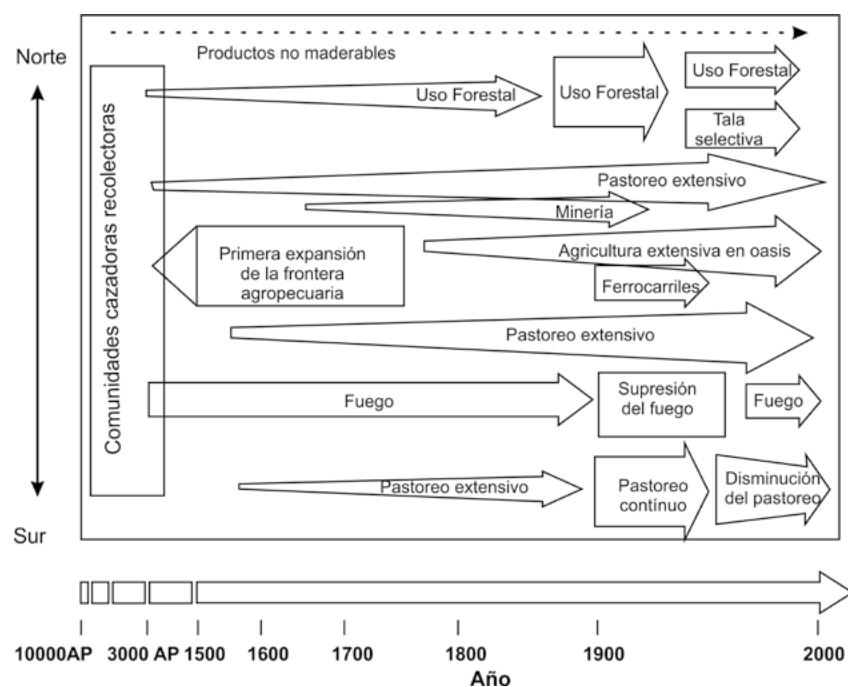 Norte
Productos no maderables
Uso Forestal
Uso Forestal
Uso Forestal
Tala
selectiva
Comunidades cazadoras recolectoras
Pastoreo extensivo
Minería
Primera expansión
de la frontera
agropecuaria
Agricultura extensiva en oasis
Ferrocarriles
Pastoreo extensivo
Fuego
Supresión
del fuego
Fuego
Pastoreo extensivo
Pastoreo
contínuo
Disminución
del pastoreo
Sur
10000AP 3000 AP 1500 1600 1700 1800 1900 2000
Año